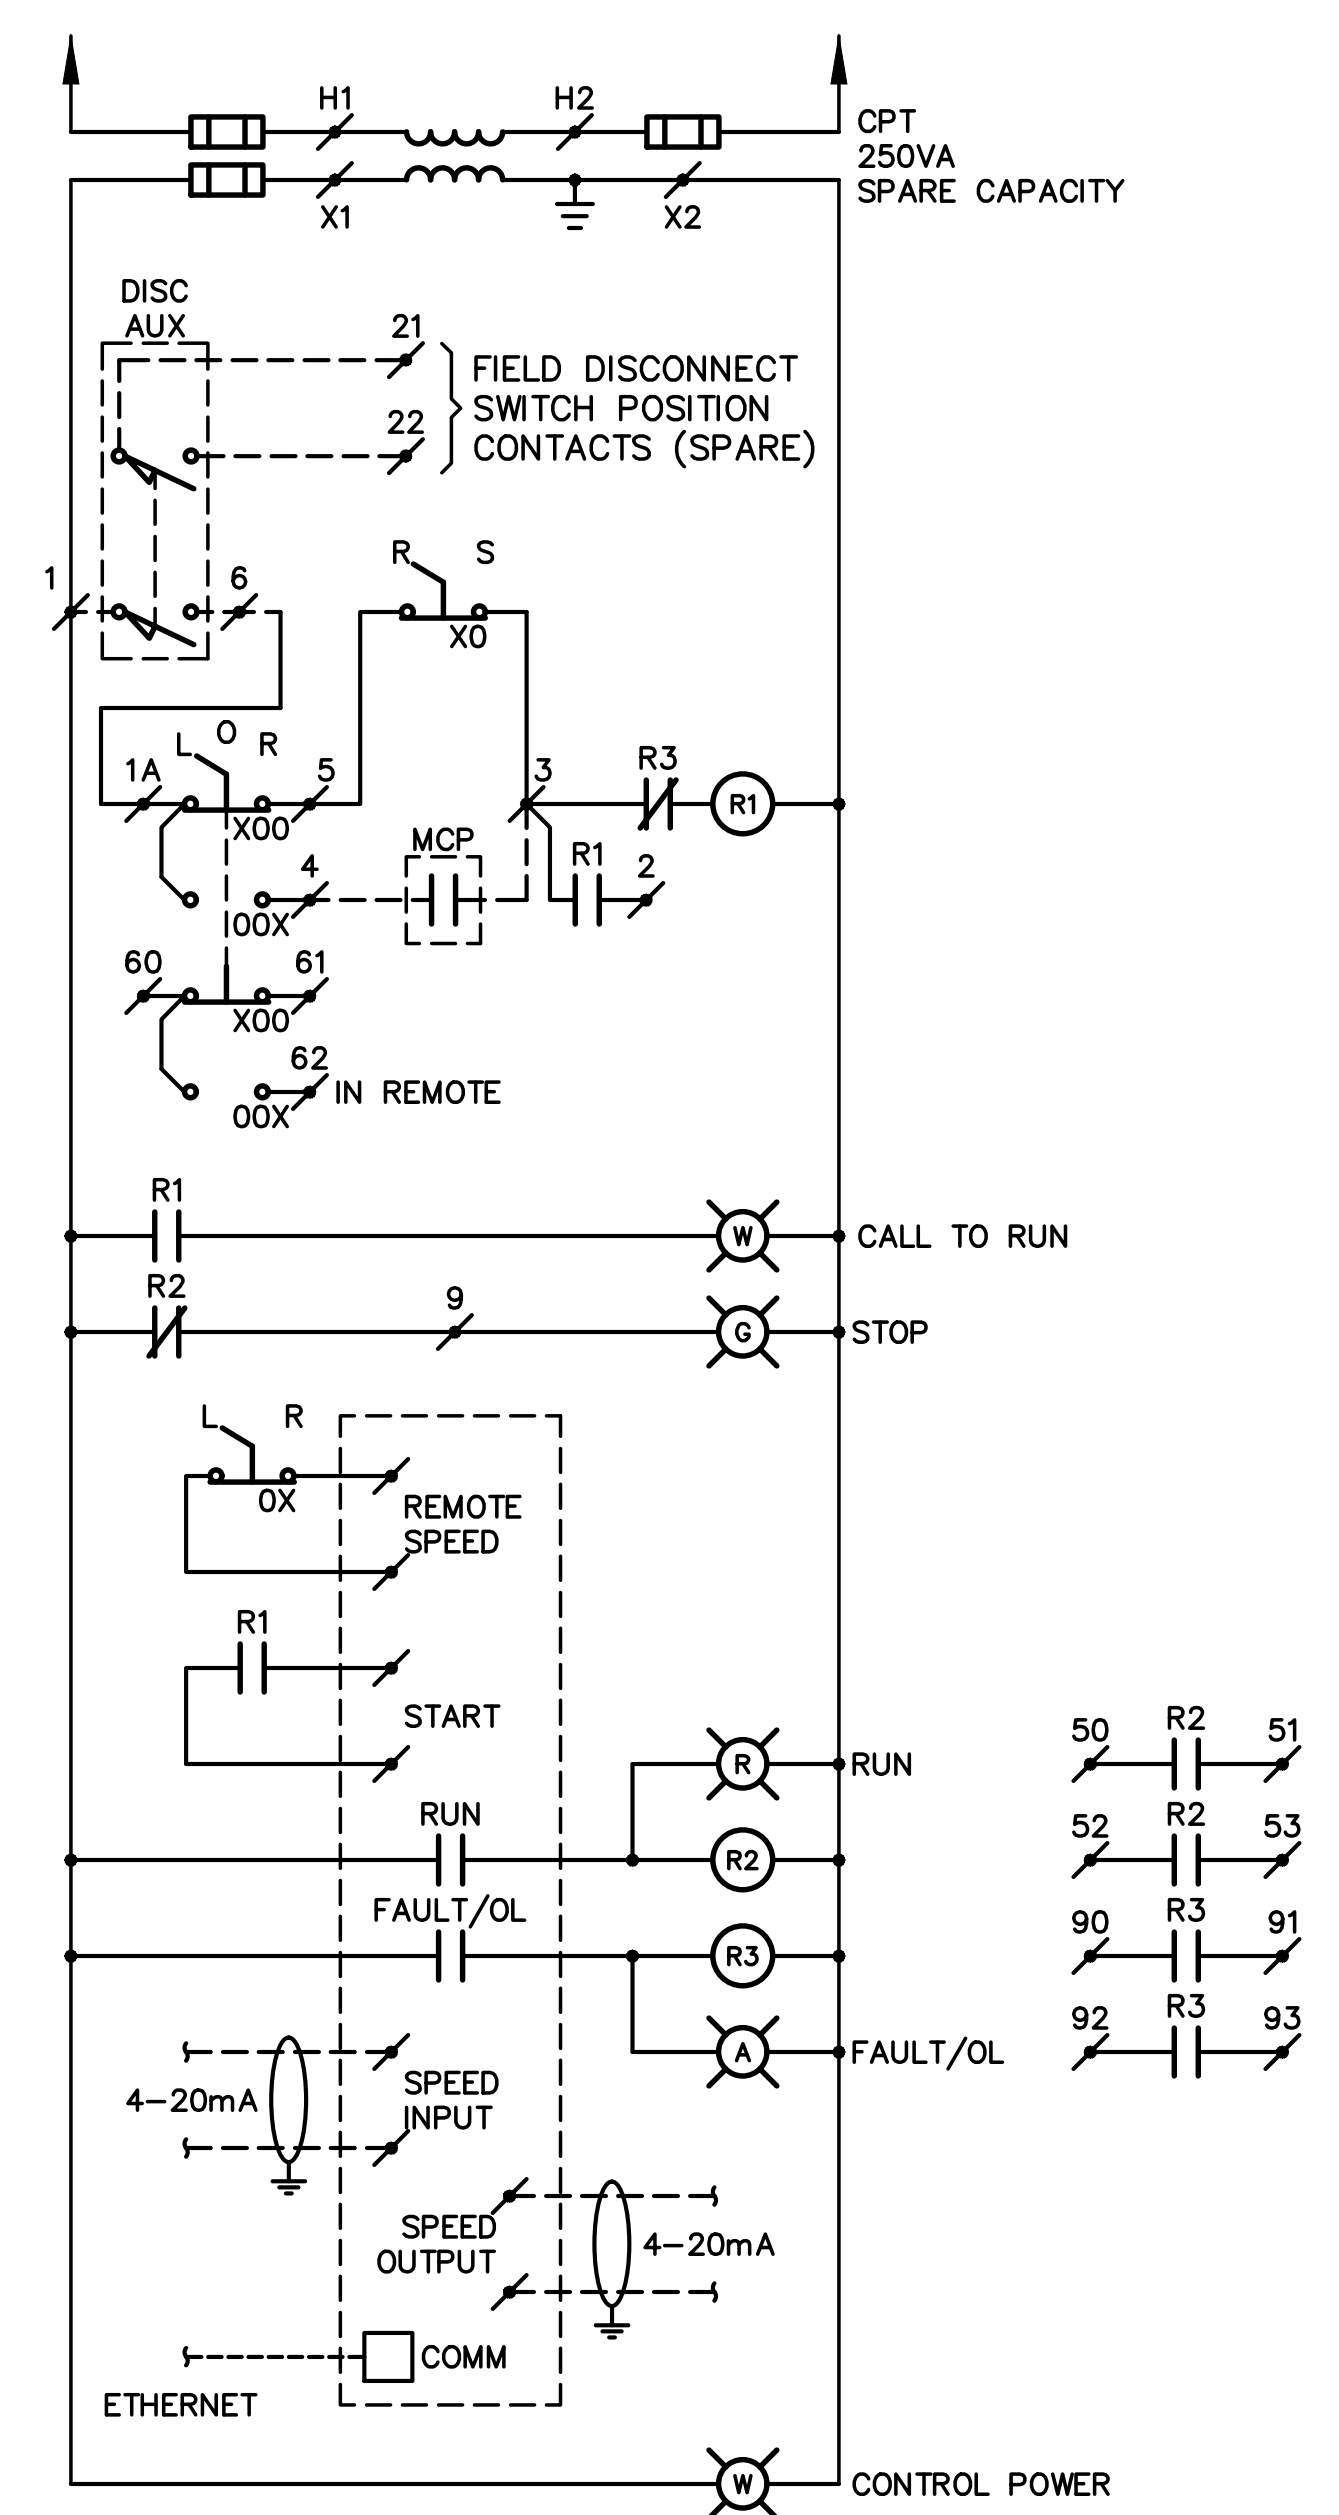 H1
H2
CPT
250VA
SPARE CAPACITY
X1
X2
DISC
AUX
21
22
FIELD DISCONNECT
SWITCH POSITION
CONTACTS (SPARE)
1
6
R S
X0
L O R
1A
5
3
R3
R1
X00
MCP
4
R1
2
00X
60
61
X00
62
IN REMOTE
00X
R1
W
CALL TO RUN
R2
9
G
STOP
L R
0X
REMOTE
SPEED
R1
START
R
RUN
50
R2
51
RUN
R2
52
R2
53
FAULT/OL
R3
90
R3
91
A
FAULT/OL
92
R3
93
4-20mA
SPEED
INPUT
SPEED
OUTPUT
4-20mA
COMM
ETHERNET
W
CONTROL POWER